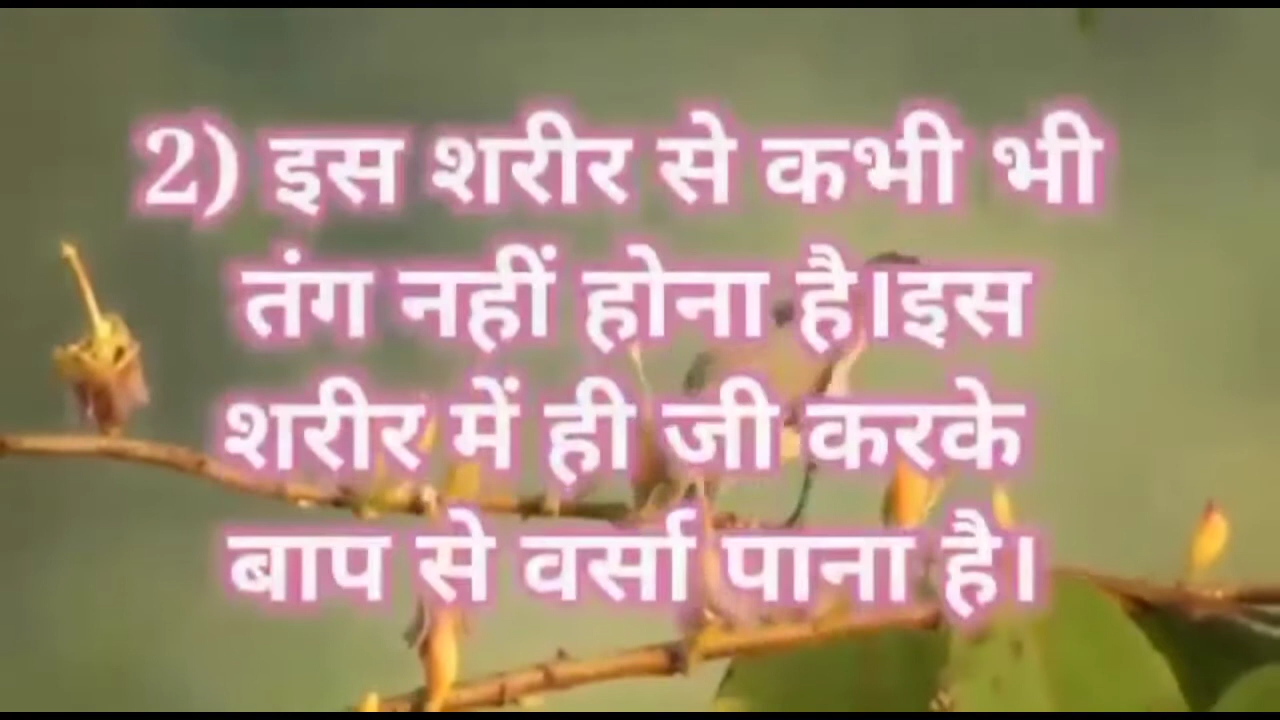 2) इस शरीर से कभी भी
तंग नहीं होना है।इस
शरीर में ही जी करके
बाप से वर्सा पाना है।